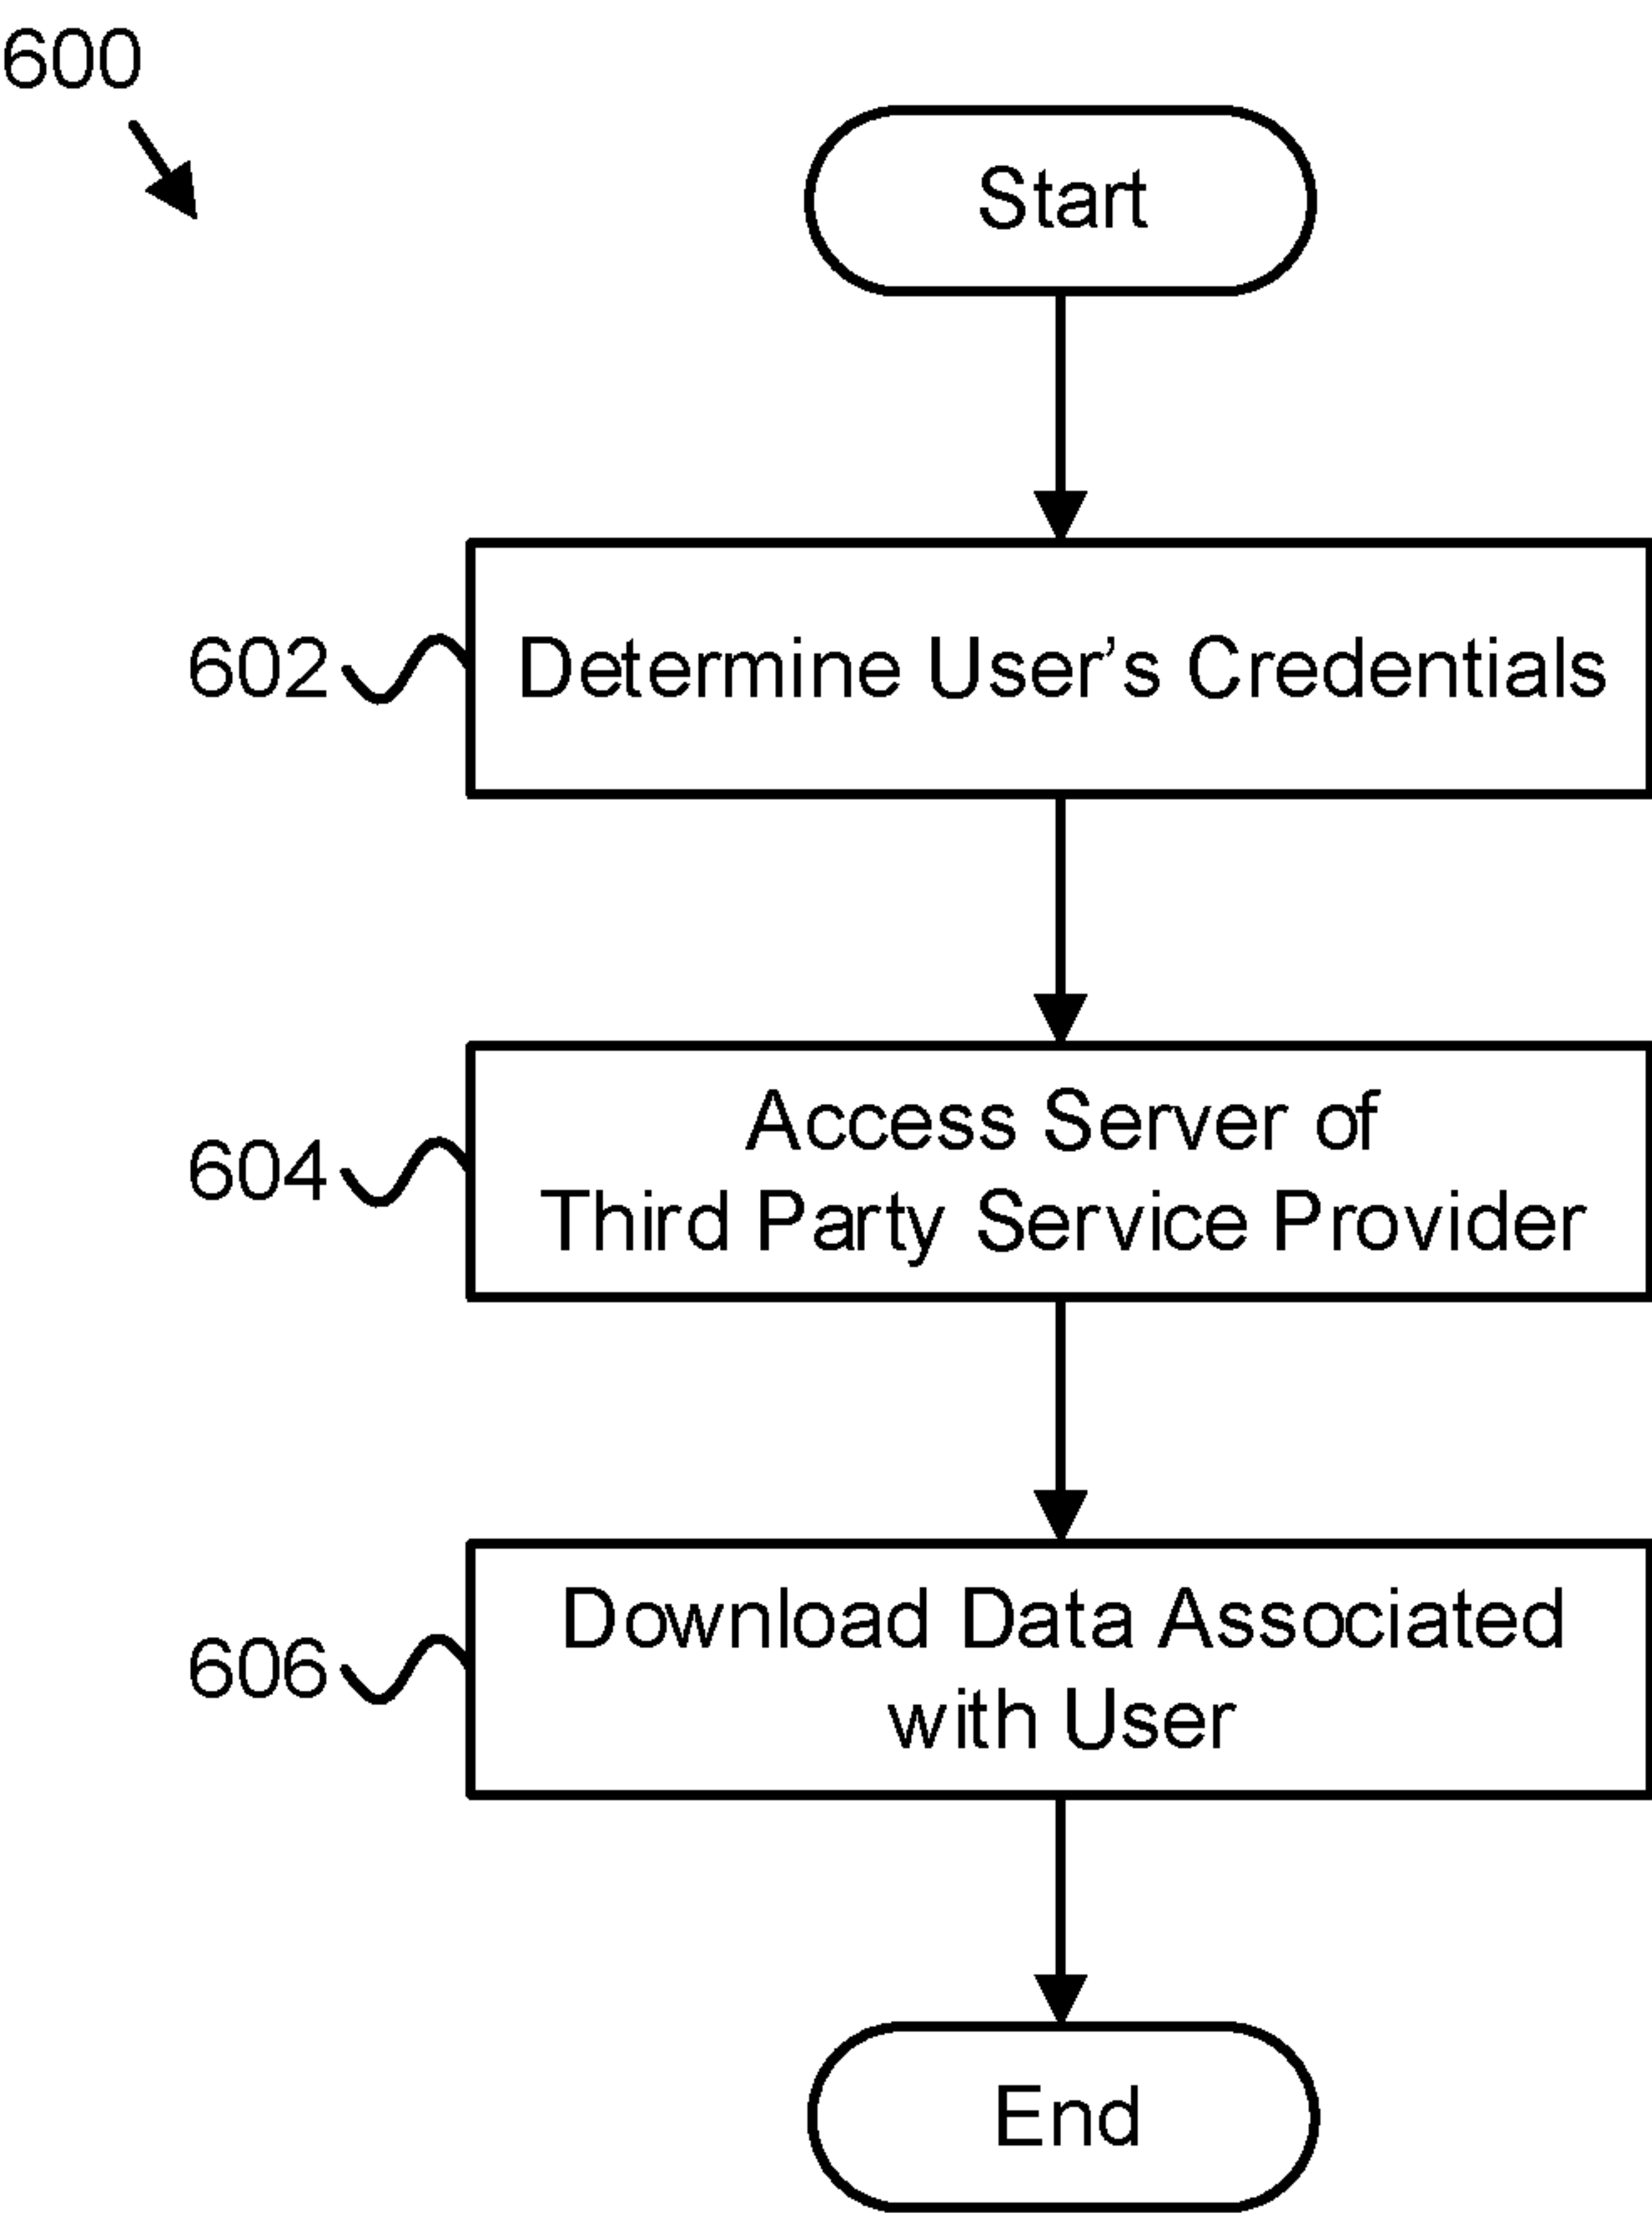 600
Start
602
Determine User’s Credentials
604
Access Server of
Third Party Service Provider
606
Download Data Associated
with User
End